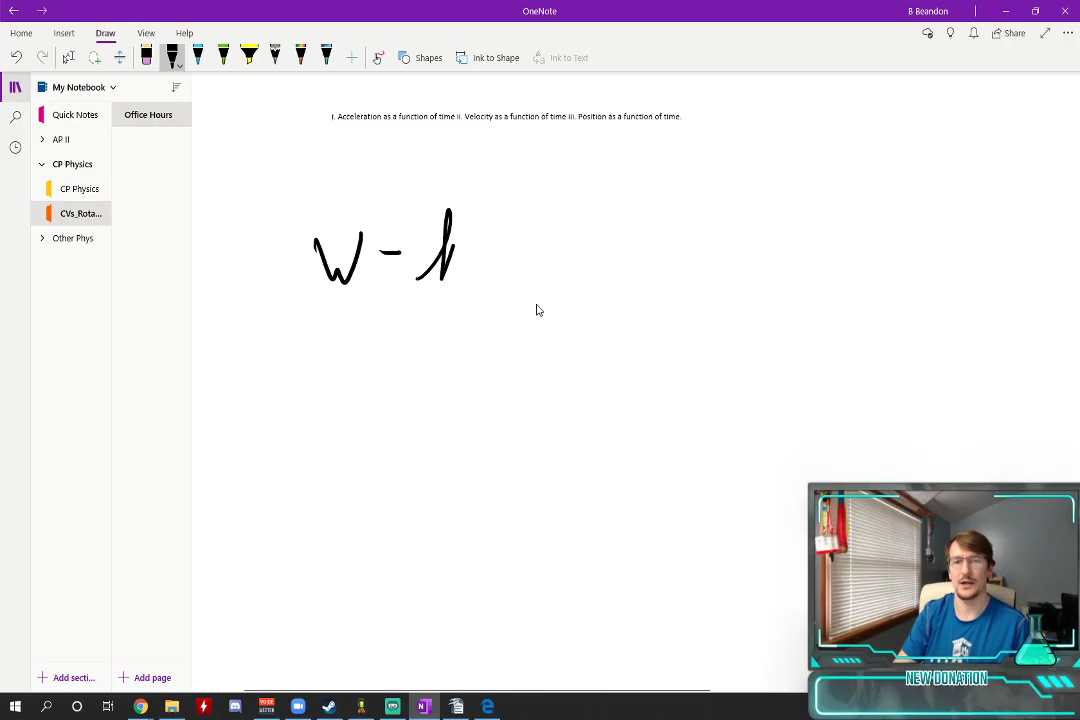 OneNote
B Beandon
Home Insert Draw View Help
Share
Shapes Ink to Shape Ink to Text
My Notebook
Quick Notes Office Hours
AP II
CP Physics
CP Physics
CVs_Rota...
Other Phys
i. Acceleration as a function of time ii. Velocity as a function of time iii. Position as a function of time.
W -
NEW DONATION
Add secti... Add page